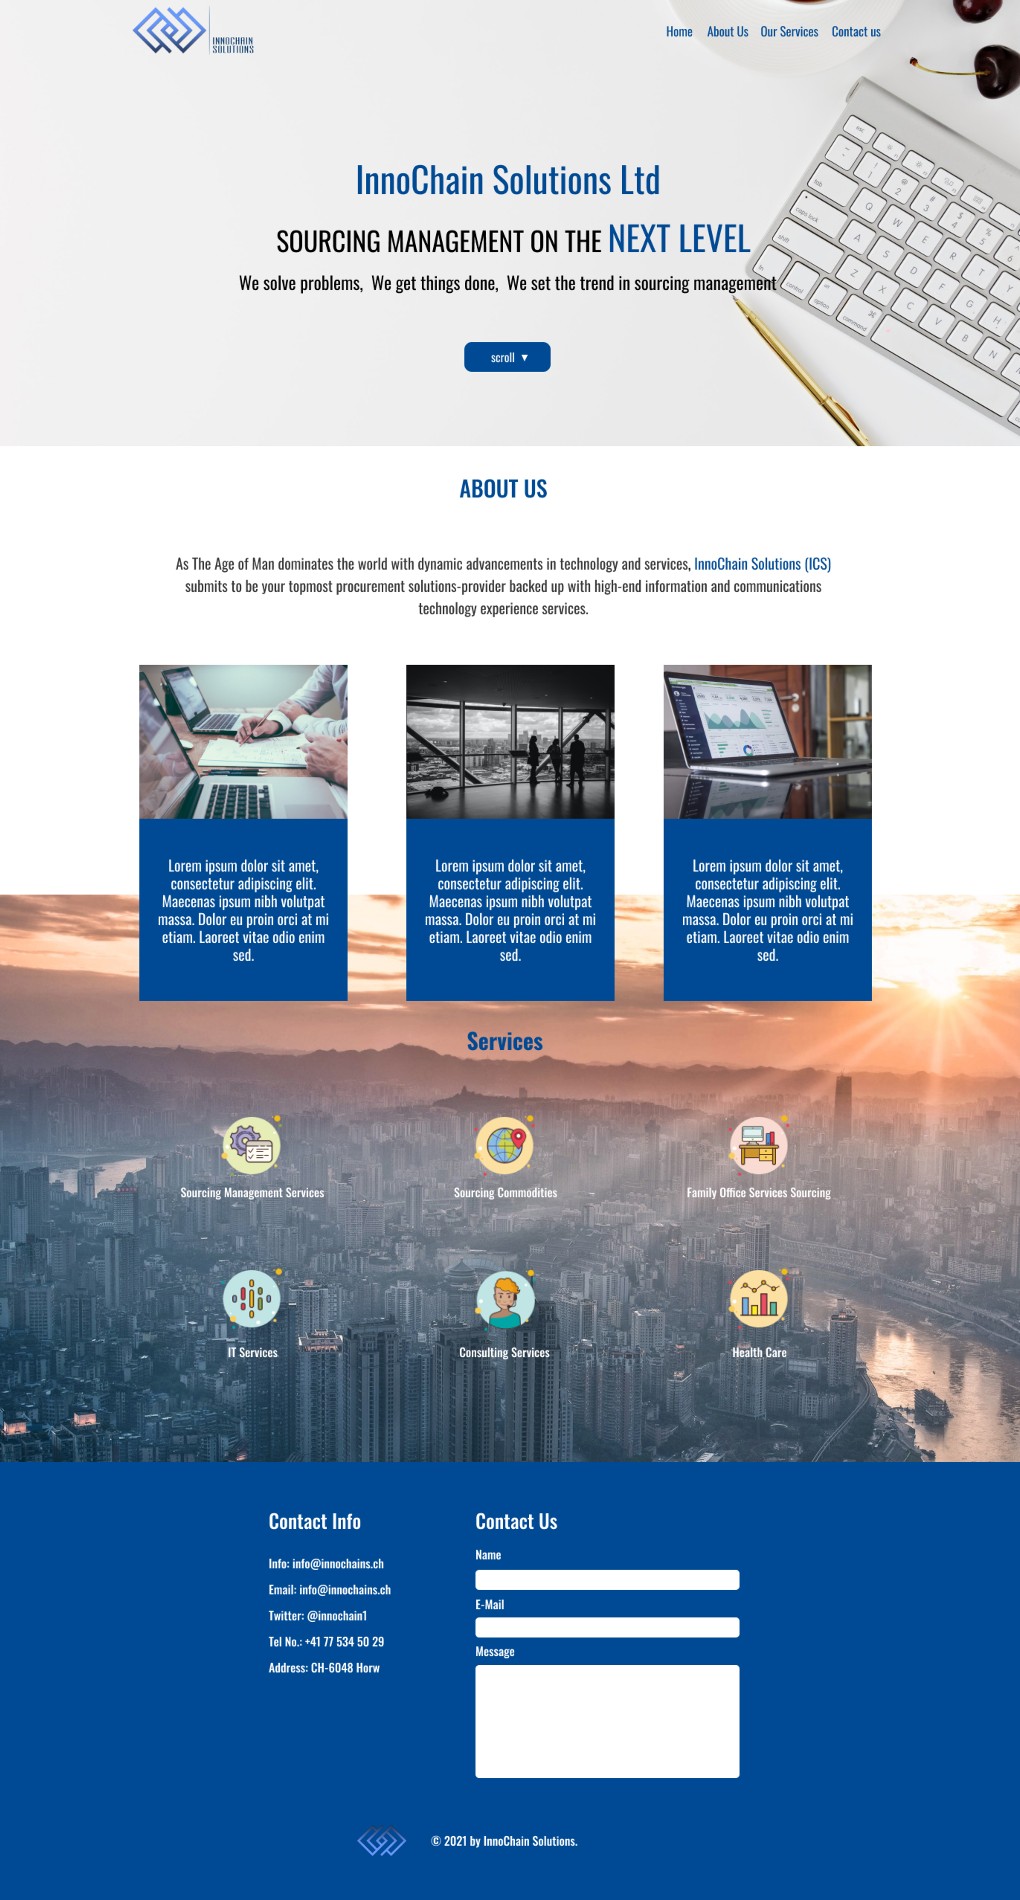 INNOCHAIN
SOLUTIONS
Home About Us Our Services Contact us
InnoChain Solutions Ltd
SOURCING MANAGEMENT ON THE NEXT LEVEL
We solve problems, We get things done, We set the trend in sourcing management
scroll ▼
esc
tab
caps lock
shift
fn
control
option
command
Q W E R T Y
A S D F G H
Z X C V B N
ABOUT US
As The Age of Man dominates the world with dynamic advancements in technology and services, InnoChain Solutions (ICS)
submits to be your topmost procurement solutions-provider backed up with high-end information and communications
technology experience services.
Lorem ipsum dolor sit amet,
consectetur adipiscing elit.
Maecenas ipsum nibh volutpat
massa. Dolor eu proin orci at mi
etiam. Laoreet vitae odio enim
sed.
Lorem ipsum dolor sit amet,
consectetur adipiscing elit.
Maecenas ipsum nibh volutpat
massa. Dolor eu proin orci at mi
etiam. Laoreet vitae odio enim
sed.
Lorem ipsum dolor sit amet,
consectetur adipiscing elit.
Maecenas ipsum nibh volutpat
massa. Dolor eu proin orci at mi
etiam. Laoreet vitae odio enim
sed.
Services
Sourcing Management Services
Sourcing Commodities
Family Office Services Sourcing
IT Services
Consulting Services
Health Care
Contact Info
Info: info@innochains.ch
Email: info@innochains.ch
Twitter: @innochain1
Tel No.: +41 77 534 50 29
Address: CH-6048 Horw
Contact Us
Name
E-Mail
Message
© 2021 by InnoChain Solutions.